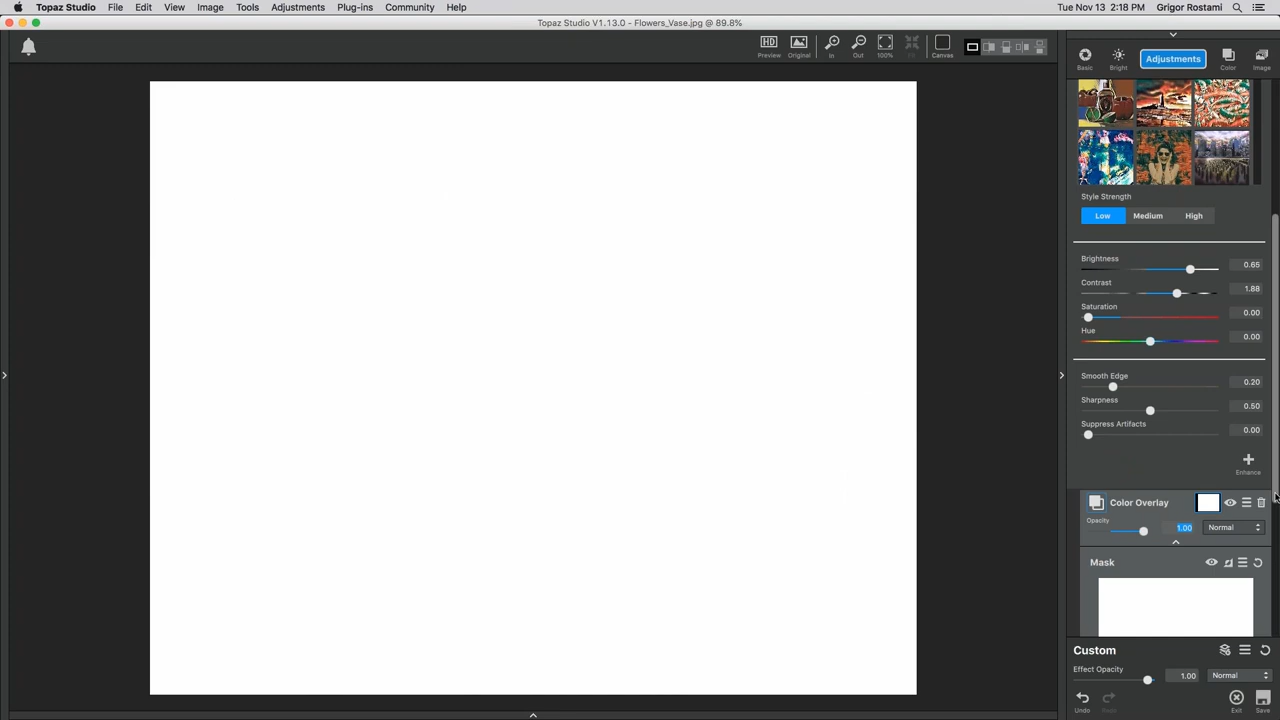 Topaz Studio File Edit View Image Tools Adjustments Plug-ins Community Help Tue Nov 13 2:18 PM Grigor Rostami
Topaz Studio V1.13.0 - Flowers_Vase.jpg @ 89.8%
Preview Original In Out 100% Fit Canvas
Basic Bright Adjustments Color Image
Style Strength
Low Medium High
Brightness 0.65
Contrast 1.88
Saturation 0.00
Hue 0.00
Smooth Edge 0.20
Sharpness 0.50
Suppress Artifacts 0.00
Enhance
Color Overlay
Opacity 1.00 Normal
Mask
Custom
Effect Opacity 1.00 Normal
Undo Redo Exit Save